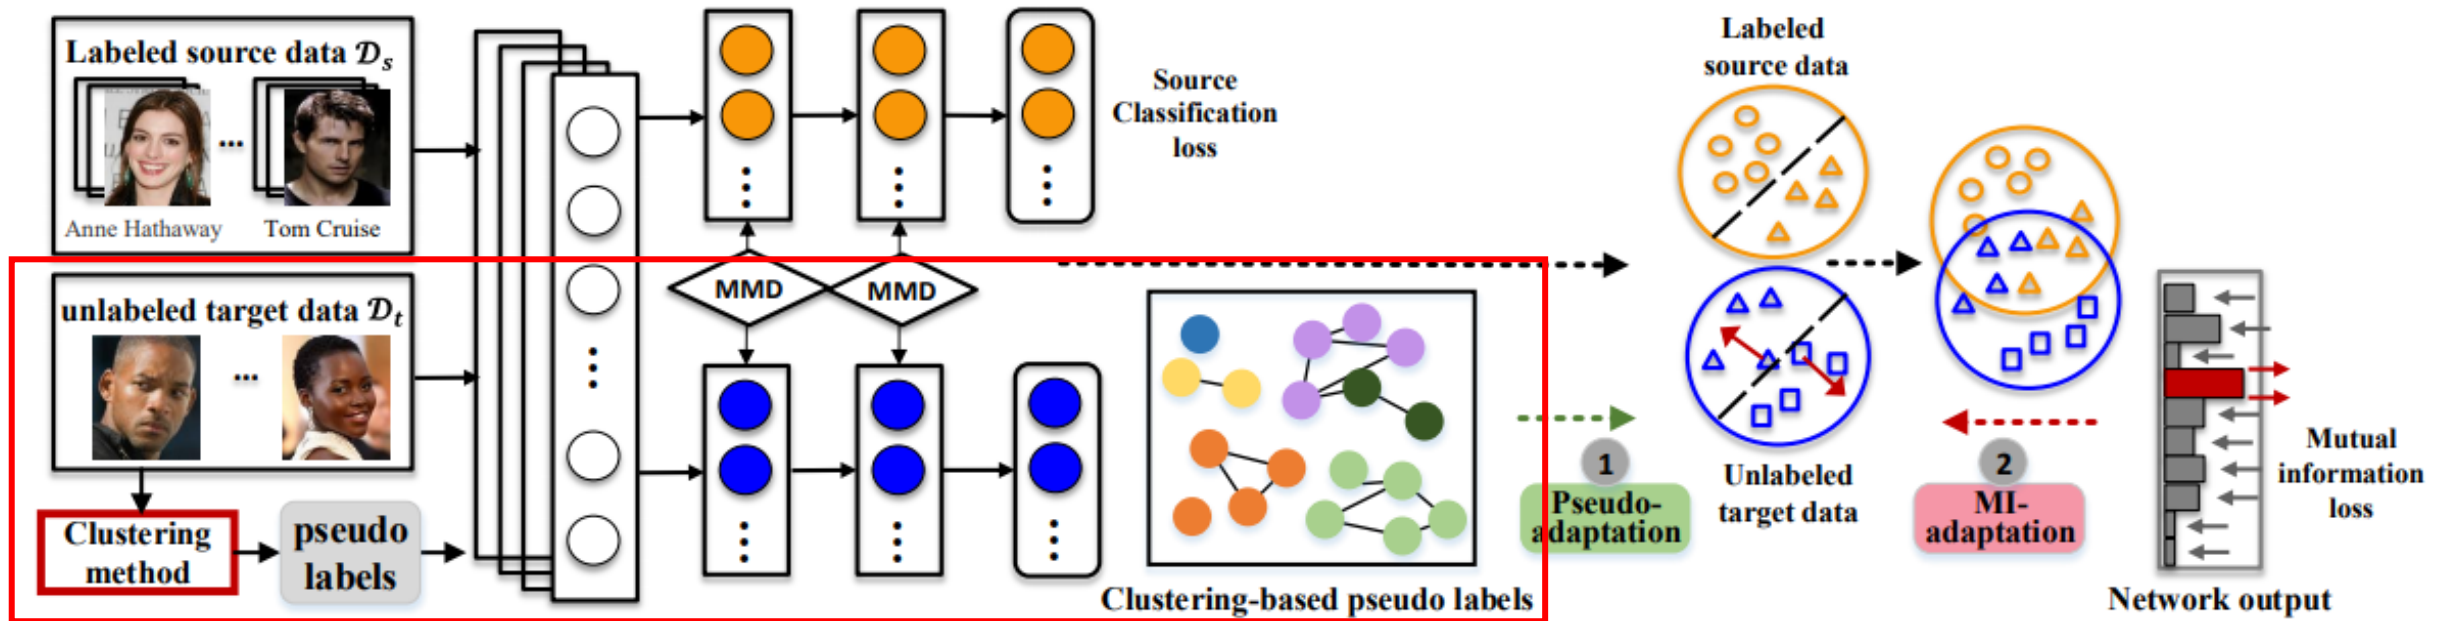 Labeled source data 𝒟s
...
Anne Hathaway
Tom Cruise
unlabeled target data 𝒟t
...
Clustering
method
pseudo
labels
MMD
MMD
Source
Classification
loss
Clustering-based pseudo labels
1
Pseudo-
adaptation
Labeled
source data
Unlabeled
target data
2
MI-
adaptation
Mutual
information
loss
Network output